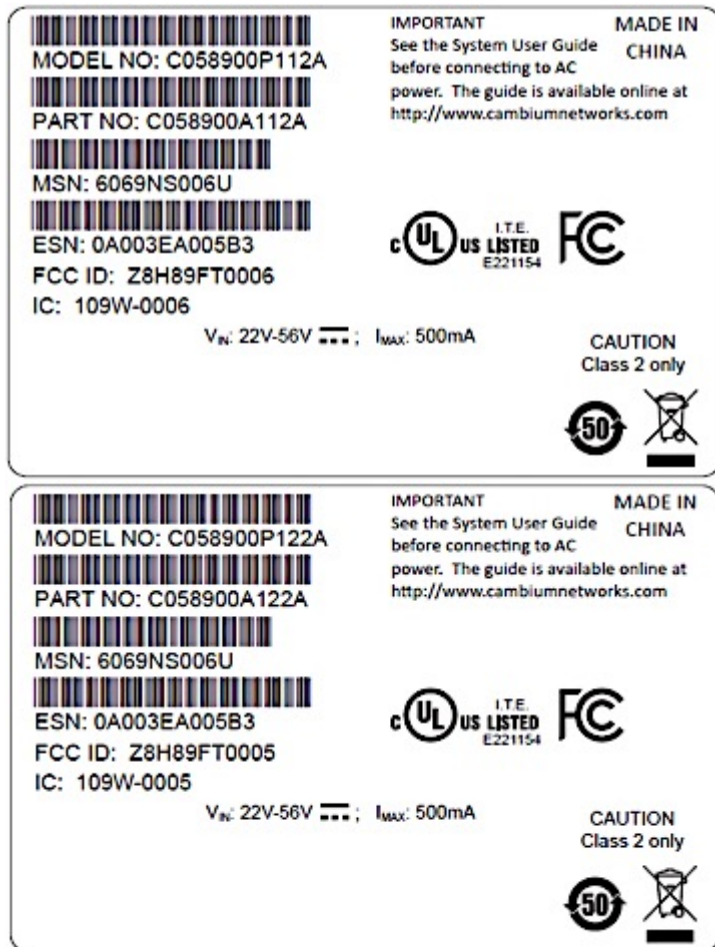 MODEL NO: C058900P112A
PART NO: C058900A112A
MSN: 6069NS006U
ESN: 0A003EA005B3
FCC ID: Z8H89FT0006
IC: 109W-0006
IMPORTANT
See the System User Guide
before connecting to AC
power. The guide is available online at
http://www.cambiumnetworks.com
MADE IN
CHINA
c UL US LISTED
I.T.E.
E221154
FC
VIN: 22V-56V ; IMAX: 500mA
CAUTION
Class 2 only
50
MODEL NO: C058900P122A
PART NO: C058900A122A
MSN: 6069NS006U
ESN: 0A003EA005B3
FCC ID: Z8H89FT0005
IC: 109W-0005
IMPORTANT
See the System User Guide
before connecting to AC
power. The guide is available online at
http://www.cambiumnetworks.com
MADE IN
CHINA
c UL US LISTED
I.T.E.
E221154
FC
VIN: 22V-56V ; IMAX: 500mA
CAUTION
Class 2 only
50